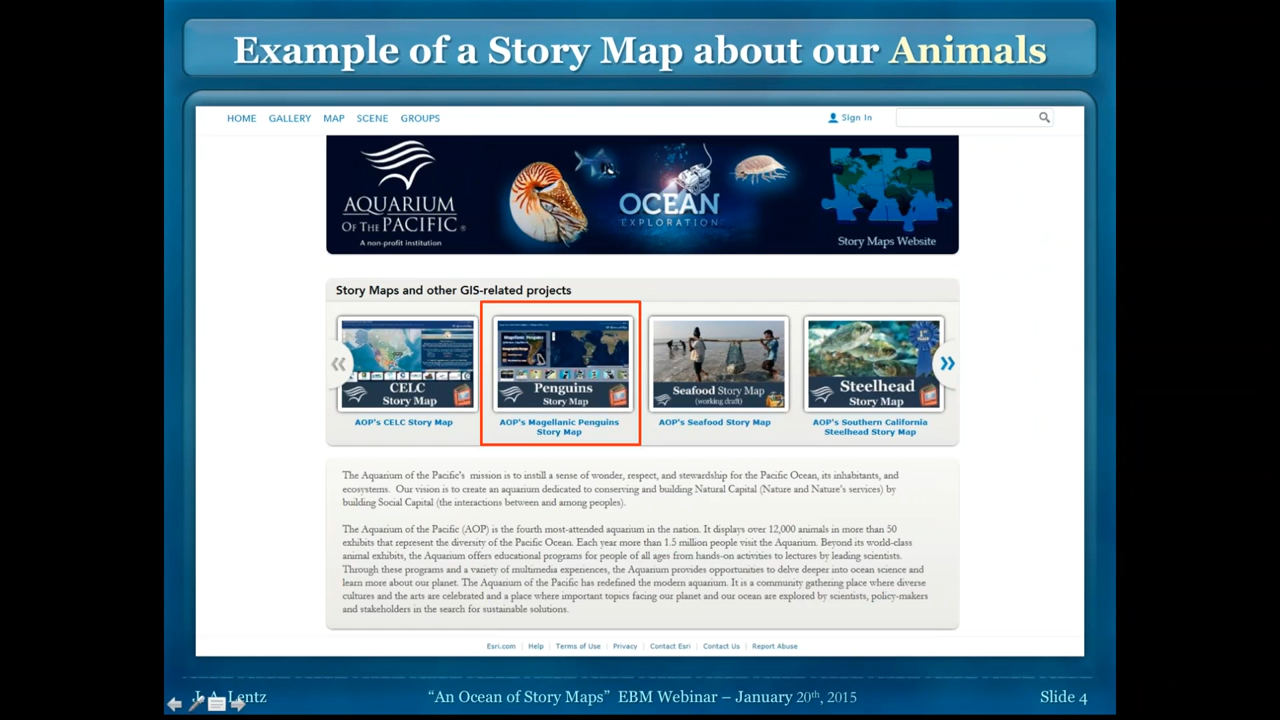 Example of a Story Map about our Animals
HOME GALLERY MAP SCENE GROUPS
Sign In
AQUARIUM
OF THE PACIFIC®
A non-profit institution
OCEAN
EXPLORATION
Story Maps Website
Story Maps and other GIS-related projects
CELC
Story Map
Magellanic Penguins
Penguins
Story Map
Seafood Story Map
(working draft)
Steelhead
Story Map
AOP's CELC Story Map
AOP's Magellanic Penguins
Story Map
AOP's Seafood Story Map
AOP's Southern California
Steelhead Story Map
The Aquarium of the Pacific's mission is to instill a sense of wonder, respect, and stewardship for the Pacific Ocean, its inhabitants, and
ecosystems. Our vision is to create an aquarium dedicated to conserving and building Natural Capital (Nature and Nature's services) by
building Social Capital (the interactions between and among peoples).
The Aquarium of the Pacific (AOP) is the fourth most-attended aquarium in the nation. It displays over 12,000 animals in more than 50
exhibits that represent the diversity of the Pacific Ocean. Each year more than 1.5 million people visit the Aquarium. Beyond its world-class
animal exhibits, the Aquarium offers educational programs for people of all ages from hands-on activities to lectures by leading scientists.
Through these programs and a variety of multimedia experiences, the Aquarium provides opportunities to delve deeper into ocean science and
learn more about our planet. The Aquarium of the Pacific has redefined the modern aquarium. It is a community gathering place where diverse
cultures and the arts are celebrated and a place where important topics facing our planet and our ocean are explored by scientists, policy-makers
and stakeholders in the search for sustainable solutions.
Esri.com | Help | Terms of Use | Privacy | Contact Esri | Contact Us | Report Abuse
J. A. Lentz
“An Ocean of Story Maps” EBM Webinar – January 20th, 2015
Slide 4